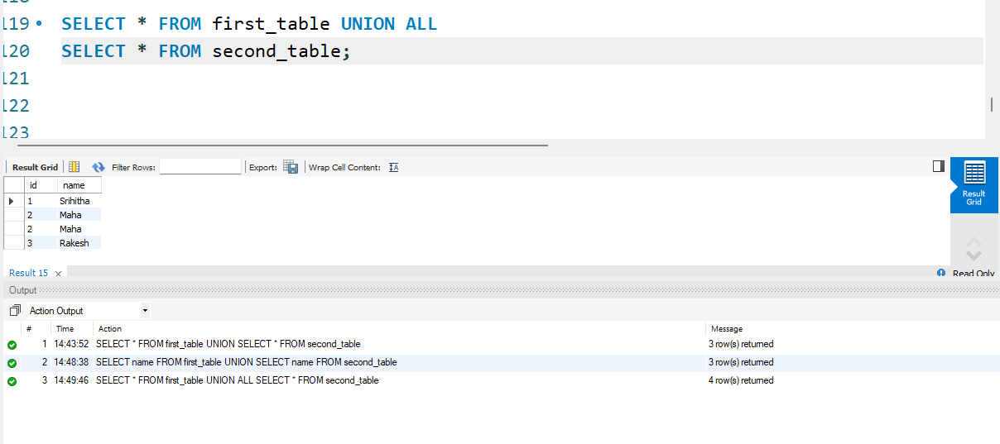 119 SELECT * FROM first_table UNION ALL
120 SELECT * FROM second_table;
121
122
123
Result Grid Filter Rows: Export: Wrap Cell Content:
id name
1 Srihitha
2 Maha
2 Maha
3 Rakesh
Result Grid
Result 15 Read Only
Output
Action Output
# Time Action Message
1 14:43:52 SELECT * FROM first_table UNION SELECT * FROM second_table 3 row(s) returned
2 14:48:38 SELECT name FROM first_table UNION SELECT name FROM second_table 3 row(s) returned
3 14:49:46 SELECT * FROM first_table UNION ALL SELECT * FROM second_table 4 row(s) returned